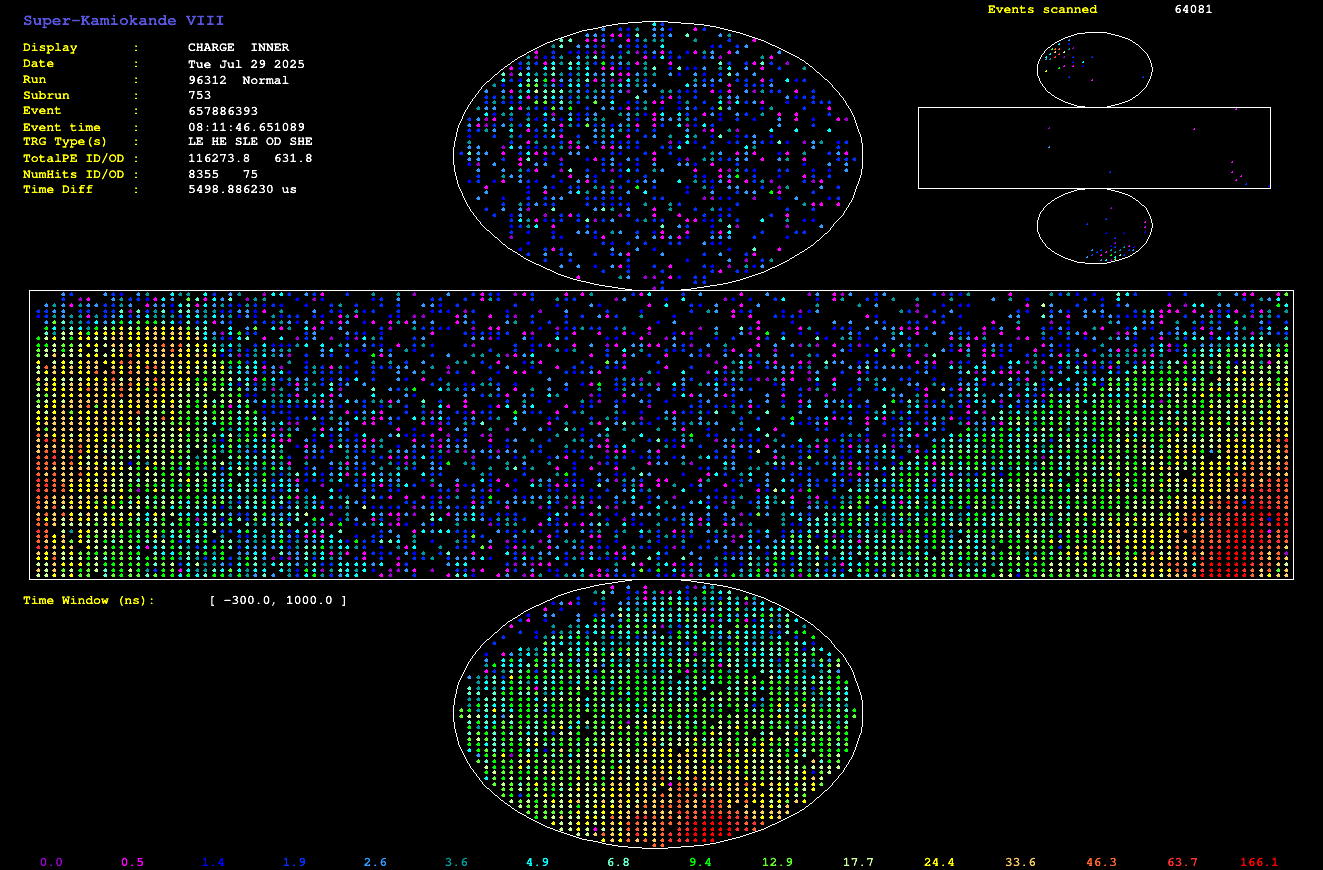 Super-Kamiokande VIII
Events scanned 64081
Display : CHARGE INNER
Date : Tue Jul 29 2025
Run : 96312 Normal
Subrun : 753
Event : 657886393
Event time : 08:11:46.651089
TRG Type(s) : LE HE SLE OD SHE
TotalPE ID/OD : 116273.8 631.8
NumHits ID/OD : 8355 75
Time Diff : 5498.886230 us
Time Window (ns): [ -300.0, 1000.0 ]
0.0 0.5 1.4 1.9 2.6 3.6 4.9 6.8 9.4 12.9 17.7 24.4 33.6 46.3 63.7 166.1